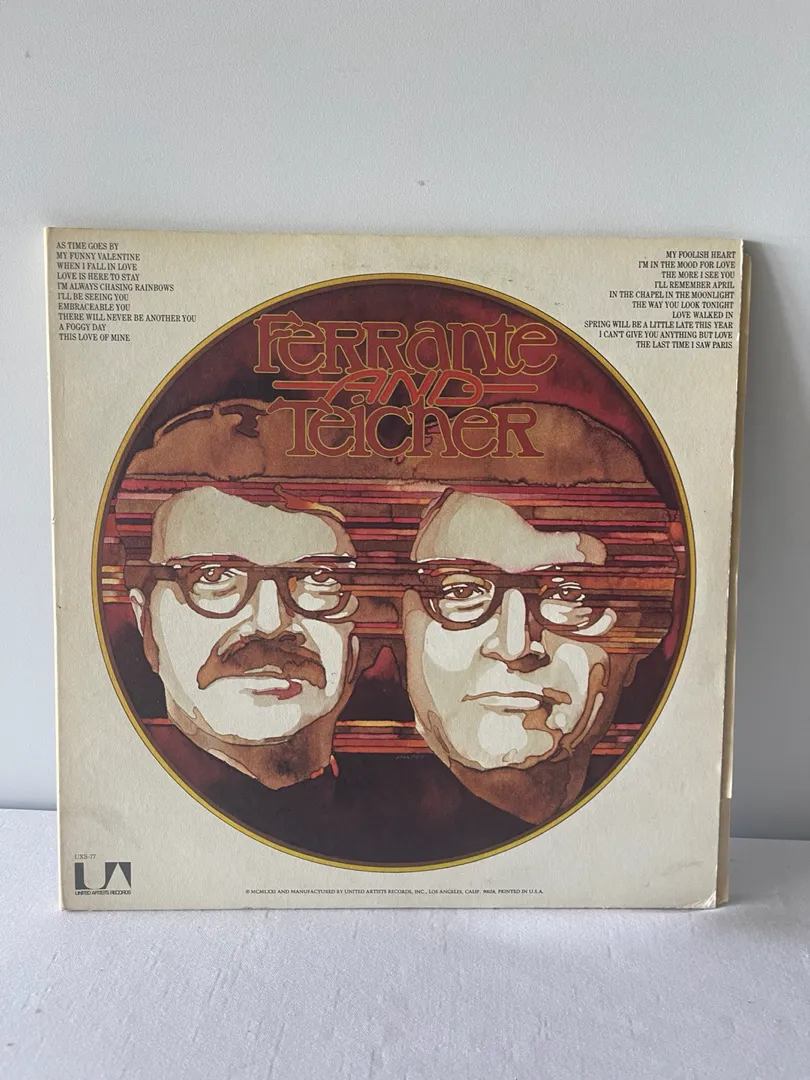 AS TIME GOES BY
MY FUNNY VALENTINE
WHEN I FALL IN LOVE
LOVE IS HERE TO STAY
I'M ALWAYS CHASING RAINBOWS
I'LL BE SEEING YOU
EMBRACEABLE YOU
THERE WILL NEVER BE ANOTHER YOU
A FOGGY DAY
THIS LOVE OF MINE
MY FOOLISH HEART
I'M IN THE MOOD FOR LOVE
THE MORE I SEE YOU
I'LL REMEMBER APRIL
IN THE CHAPEL IN THE MOONLIGHT
THE WAY YOU LOOK TONIGHT
LOVE WALKED IN
SPRING WILL BE A LITTLE LATE THIS YEAR
I CAN'T GIVE YOU ANYTHING BUT LOVE
THE LAST TIME I SAW PARIS
Ferrante
AND
Teicher
UXS-77
UA
UNITED ARTISTS RECORDS
© MCMLXXI AND MANUFACTURED BY UNITED ARTISTS RECORDS, INC., LOS ANGELES, CALIF. 90028, PRINTED IN U.S.A.